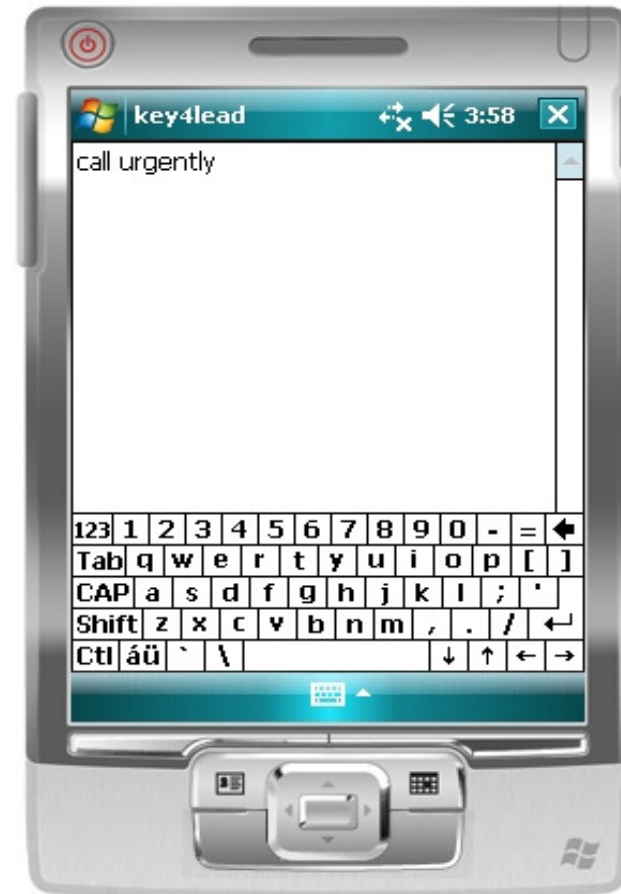 key4lead 3:58
call urgently
123 1 2 3 4 5 6 7 8 9 0 - =
Tab q w e r t y u i o p [ ]
CAP a s d f g h j k l ; '
Shift z x c v b n m , . / ↵
Ctl áü ` \ ↓ ↑ ← →